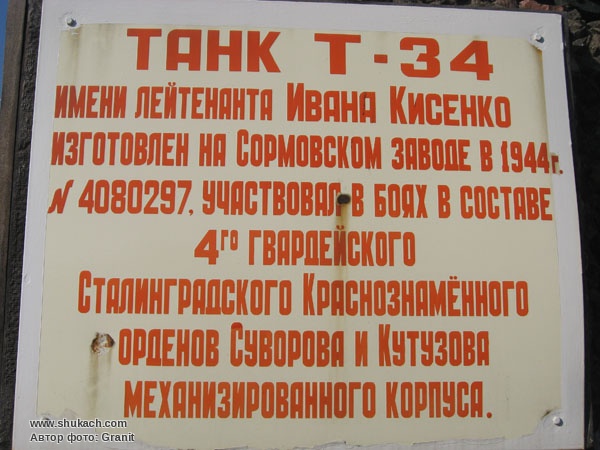 ТАНК Т-34
ИМЕНИ ЛЕЙТЕНАНТА ИВАНА КИСЕНКО
ИЗГОТОВЛЕН НА СОРМОВСКОМ ЗАВОДЕ В 1944г.
N 4080297, УЧАСТВОВАЛ В БОЯХ В СОСТАВЕ
4ГО ГВАРДЕЙСКОГО
СТАЛИНГРАДСКОГО КРАСНОЗНАМЁННОГО
ОРДЕНОВ СУВОРОВА И КУТУЗОВА
МЕХАНИЗИРОВАННОГО КОРПУСА.
www.shukach.com
Автор фото: Granit